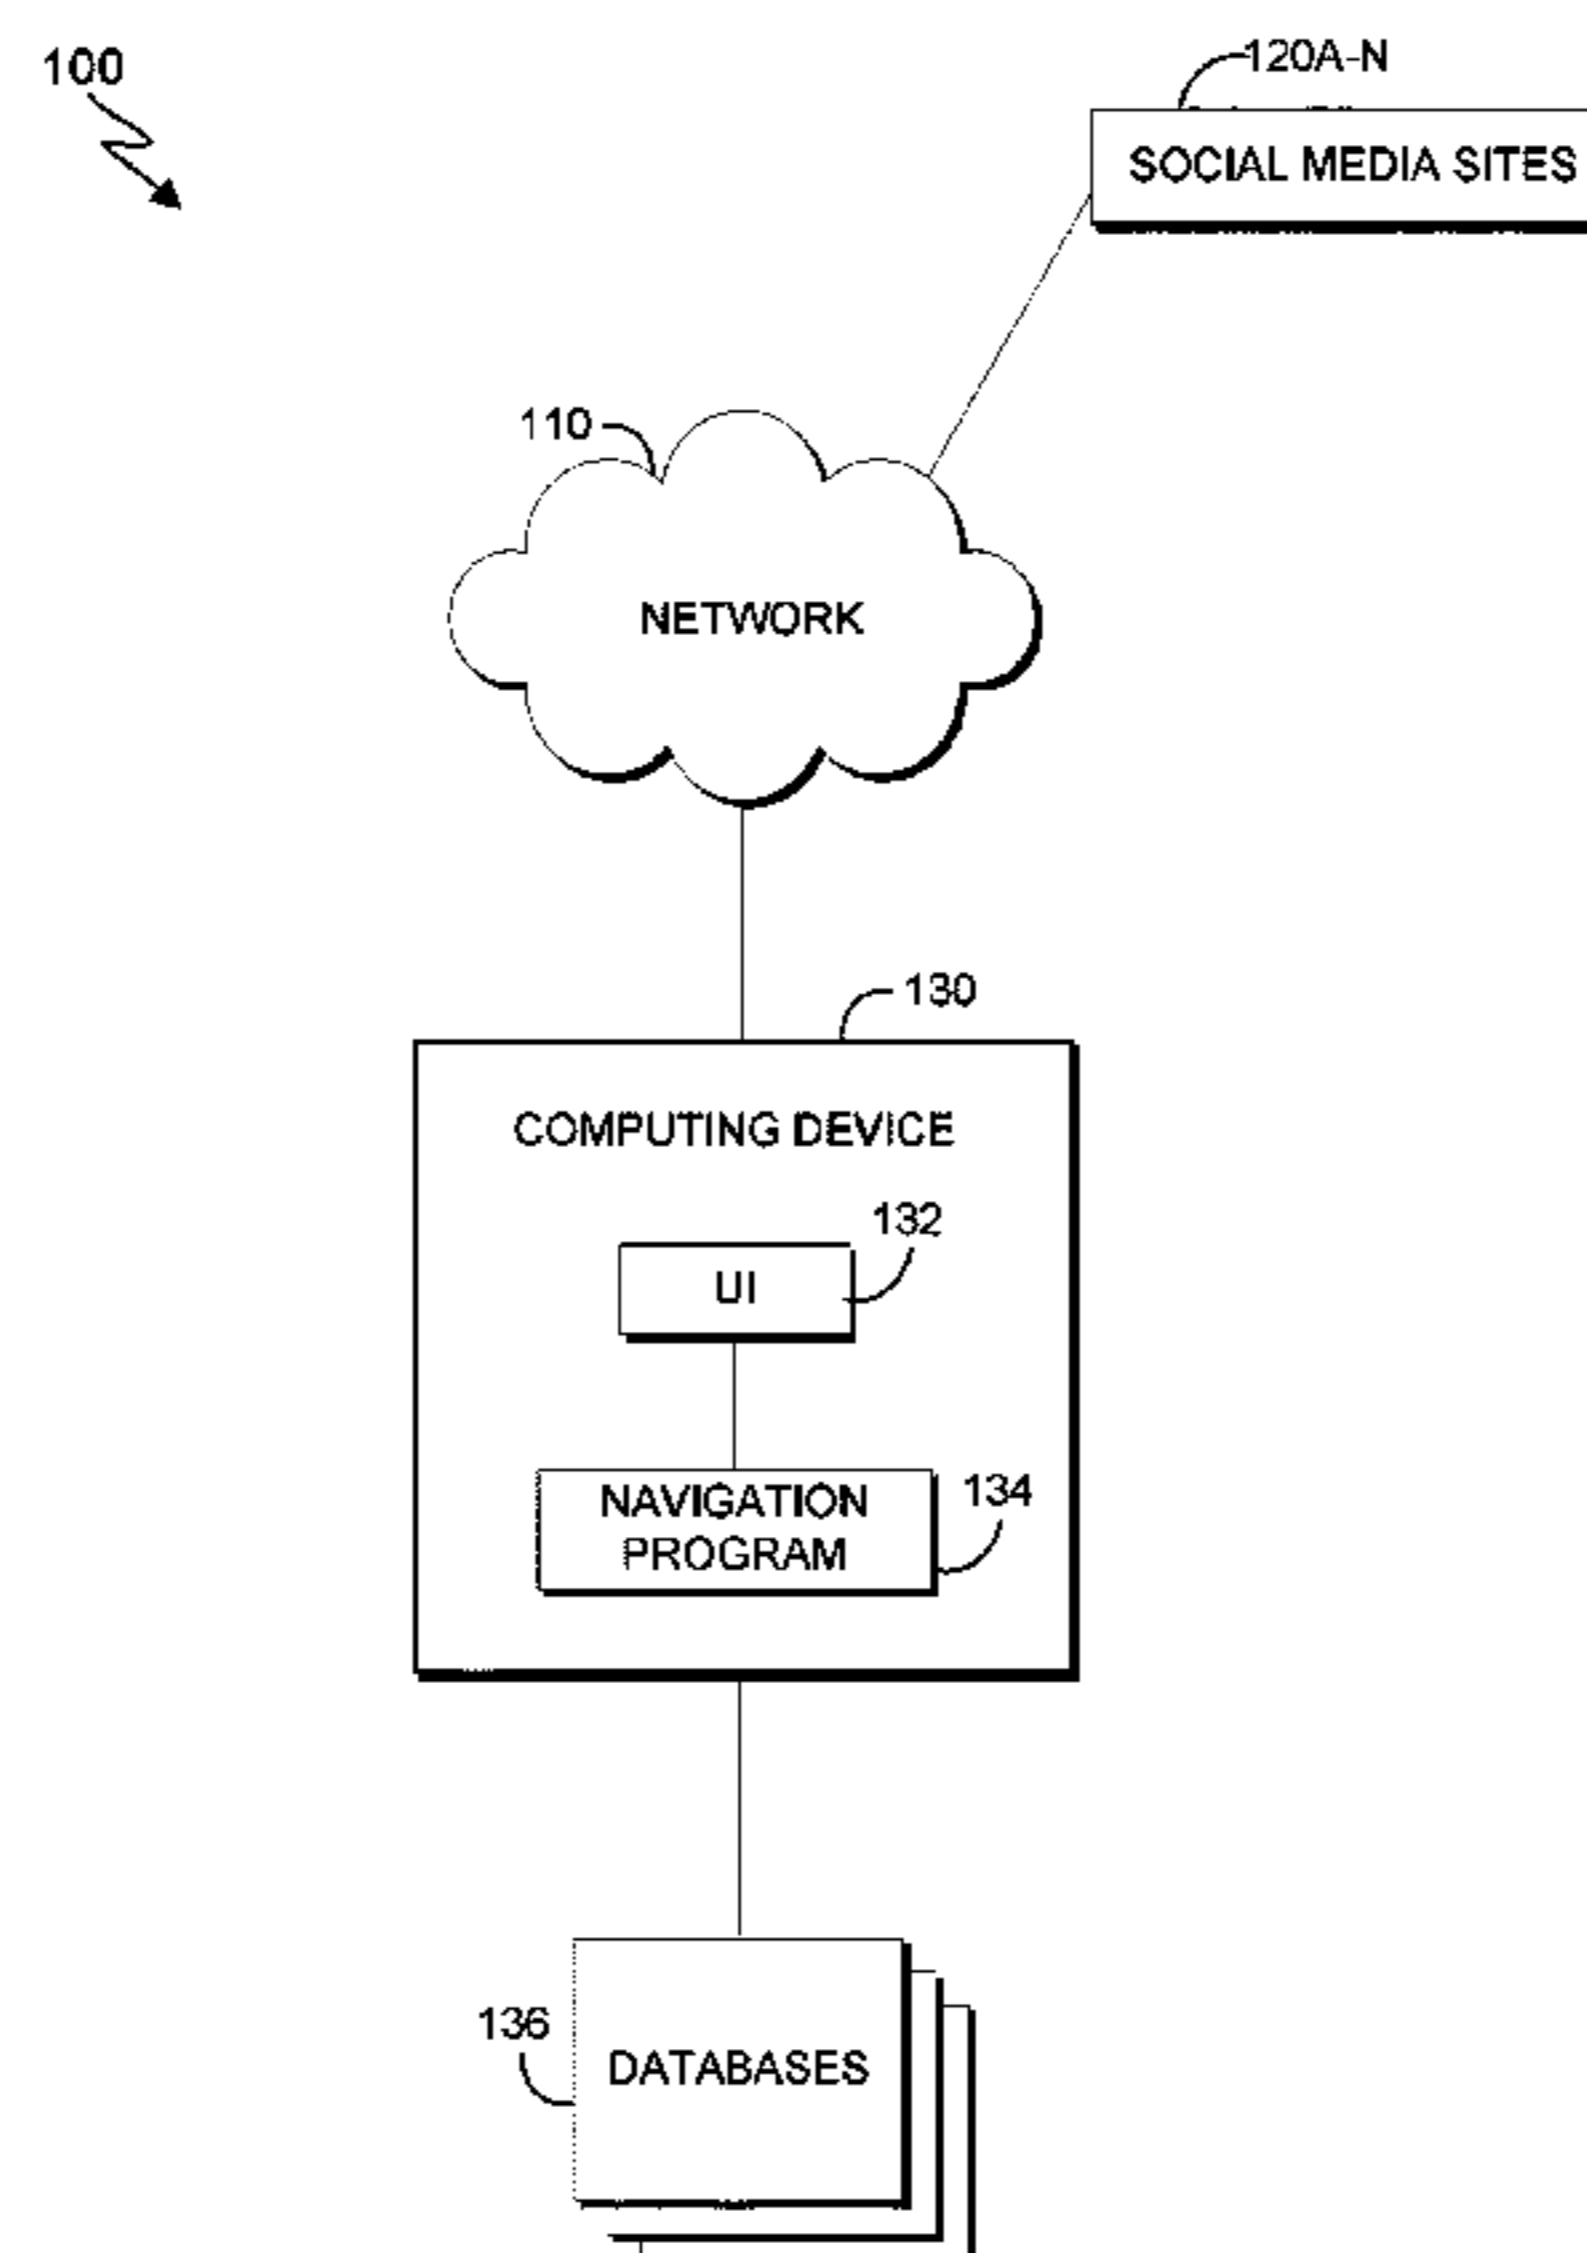 100
120A-N
SOCIAL MEDIA SITES
110
NETWORK
130
COMPUTING DEVICE
132
UI
134
NAVIGATION
PROGRAM
136
DATABASES